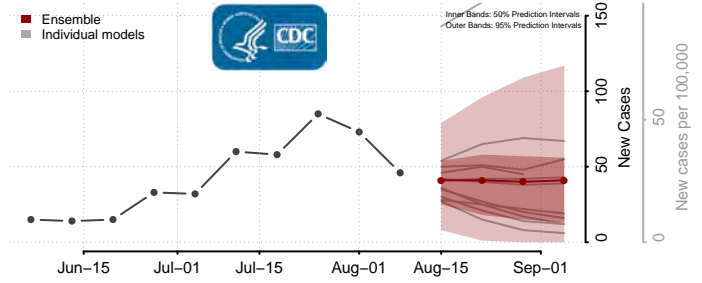 Ensemble
Individual models
CDC
Inner Bands: 50% Prediction Intervals
Outer Bands: 95% Prediction Intervals
0
50
100
150
New Cases
0
50
New cases per 100,000
Jun–15
Jul–01
Jul–15
Aug–01
Aug–15
Sep–01